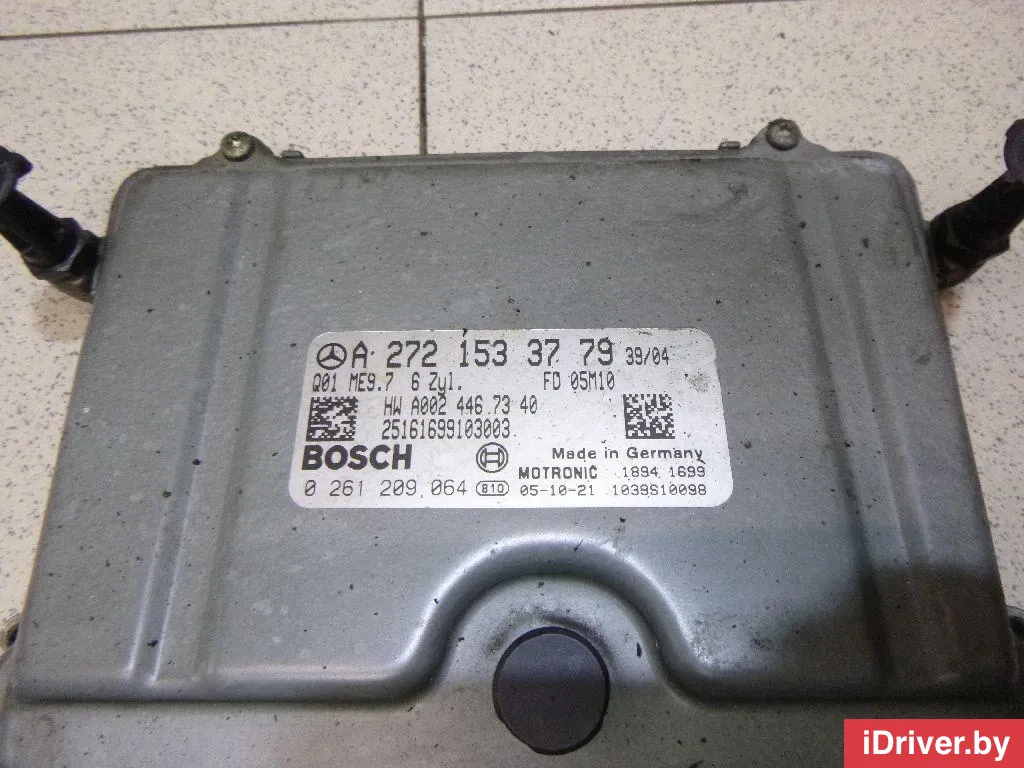 A 272 153 37 79 39/04
Q01 ME9.7 6 Zyl. FD 05M10
HW A002 446 73 40
25161699103003
BOSCH Made in Germany
MOTRONIC 1894 1699
0 261 209 064 810 05-10-21 1039S10098
iDriver.by